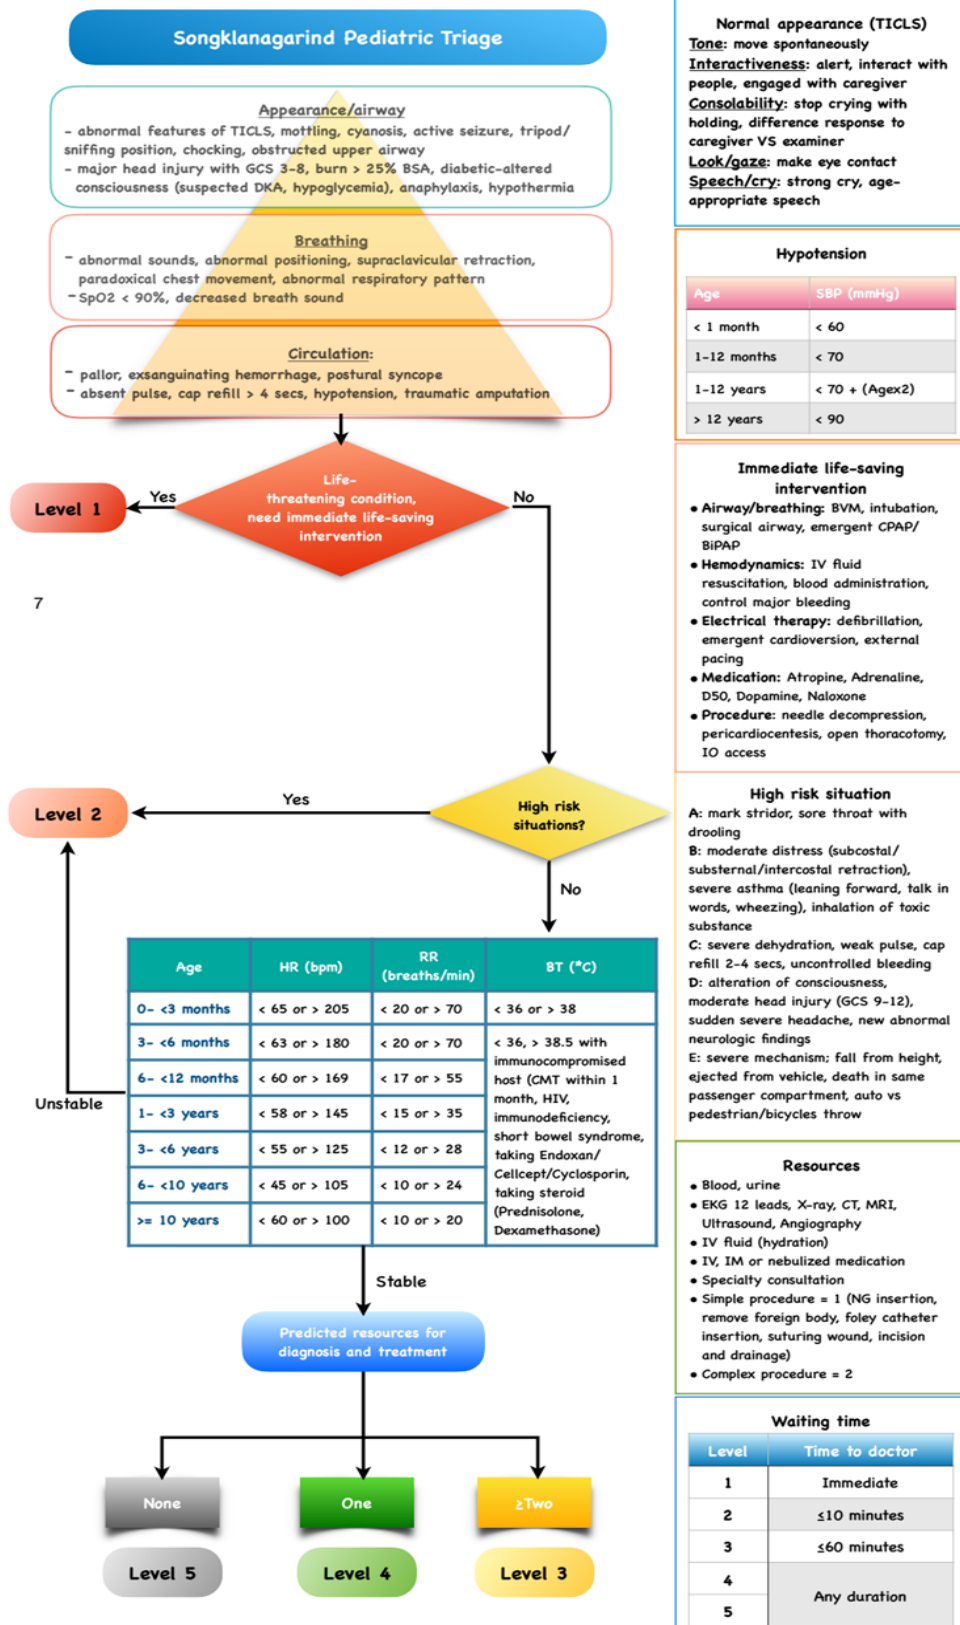 Songklanagarind Pediatric Triage
Appearance/airway
- abnormal features of TICLS, mottling, cyanosis, active seizure, tripod/
sniffing position, chocking, obstructed upper airway
- major head injury with GCS 3-8, burn > 25% BSA, diabetic-altered
consciousness (suspected DKA, hypoglycemia), anaphylaxis, hypothermia
Breathing
- abnormal sounds, abnormal positioning, supraclavicular retraction,
paradoxical chest movement, abnormal respiratory pattern
- SpO2 < 90%, decreased breath sound
Circulation:
- pallor, exsanguinating hemorrhage, postural syncope
- absent pulse, cap refill > 4 secs, hypotension, traumatic amputation
Life-
threatening condition,
need immediate life-saving
intervention
Yes
No
Level 1
7
High risk
situations?
Yes
Level 2
No
Age
HR (bpm)
RR
(breaths/min)
BT (°C)
0- <3 months
< 65 or > 205
< 20 or > 70
< 36 or > 38
3- <6 months
< 63 or > 180
< 20 or > 70
6- <12 months
< 60 or > 169
< 17 or > 55
1- <3 years
< 58 or > 145
< 15 or > 35
3- <6 years
< 55 or > 125
< 12 or > 28
6- <10 years
< 45 or > 105
< 10 or > 24
>= 10 years
< 60 or > 100
< 10 or > 20
< 36, > 38.5 with
immunocompromised
host (CMT within 1
month, HIV,
immunodeficiency,
short bowel syndrome,
taking Endoxan/
Cellcept/Cyclosporin,
taking steroid
(Prednisolone,
Dexamethasone)
Unstable
Stable
Predicted resources for
diagnosis and treatment
None
One
≥Two
Level 5
Level 4
Level 3
Normal appearance (TICLS)
Tone: move spontaneously
Interactiveness: alert, interact with
people, engaged with caregiver
Consolability: stop crying with
holding, difference response to
caregiver VS examiner
Look/gaze: make eye contact
Speech/cry: strong cry, age-
appropriate speech
Hypotension
Age
SBP (mmHg)
< 1 month
< 60
1-12 months
< 70
1-12 years
< 70 + (Agex2)
> 12 years
< 90
Immediate life-saving
intervention
• Airway/breathing: BVM, intubation,
surgical airway, emergent CPAP/
BiPAP
• Hemodynamics: IV fluid
resuscitation, blood administration,
control major bleeding
• Electrical therapy: defibrillation,
emergent cardioversion, external
pacing
• Medication: Atropine, Adrenaline,
D50, Dopamine, Naloxone
• Procedure: needle decompression,
pericardiocentesis, open thoracotomy,
IO access
High risk situation
A: mark stridor, sore throat with
drooling
B: moderate distress (subcostal/
substernal/intercostal retraction),
severe asthma (leaning forward, talk in
words, wheezing), inhalation of toxic
substance
C: severe dehydration, weak pulse, cap
refill 2-4 secs, uncontrolled bleeding
D: alteration of consciousness,
moderate head injury (GCS 9-12),
sudden severe headache, new abnormal
neurologic findings
E: severe mechanism; fall from height,
ejected from vehicle, death in same
passenger compartment, auto vs
pedestrian/bicycles throw
Resources
• Blood, urine
• EKG 12 leads, X-ray, CT, MRI,
Ultrasound, Angiography
• IV fluid (hydration)
• IV, IM or nebulized medication
• Specialty consultation
• Simple procedure = 1 (NG insertion,
remove foreign body, foley catheter
insertion, suturing wound, incision
and drainage)
• Complex procedure = 2
Waiting time
Level
Time to doctor
1
Immediate
2
≤10 minutes
3
≤60 minutes
4
Any duration
5